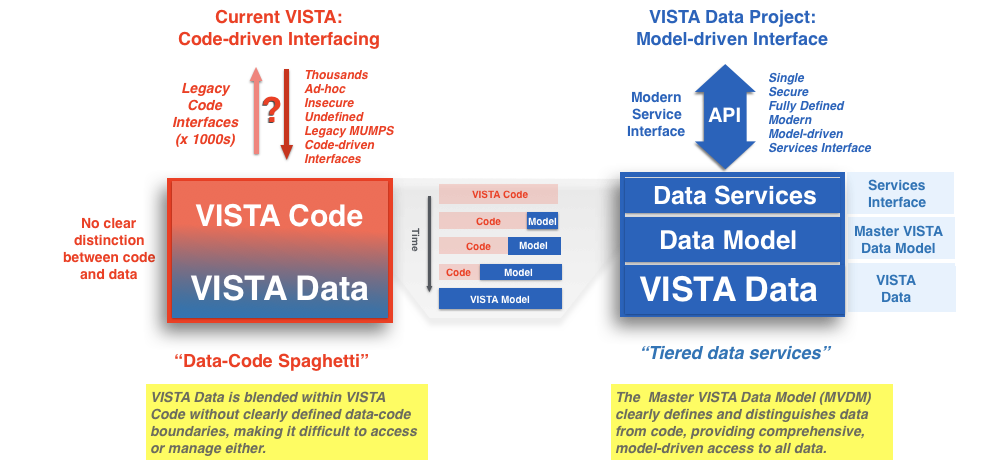 Current VISTA:
Code-driven Interfacing
Legacy
Code
Interfaces
(x 1000s)
?
Thousands
Ad-hoc
Insecure
Undefined
Legacy MUMPS
Code-driven
Interfaces
No clear
distinction
between code
and data
VISTA Code
VISTA Data
“Data-Code Spaghetti”
VISTA Data is blended within VISTA
Code without clearly defined data-code
boundaries, making it difficult to access
or manage either.
Time
VISTA Code
Code Model
Code Model
Code Model
VISTA Model
VISTA Data Project:
Model-driven Interface
Modern
Service
Interface
API
Single
Secure
Fully Defined
Modern
Model-driven
Services Interface
Data Services
Data Model
VISTA Data
Services
Interface
Master VISTA
Data Model
VISTA
Data
“Tiered data services”
The Master VISTA Data Model (MVDM)
clearly defines and distinguishes data
from code, providing comprehensive,
model-driven access to all data.